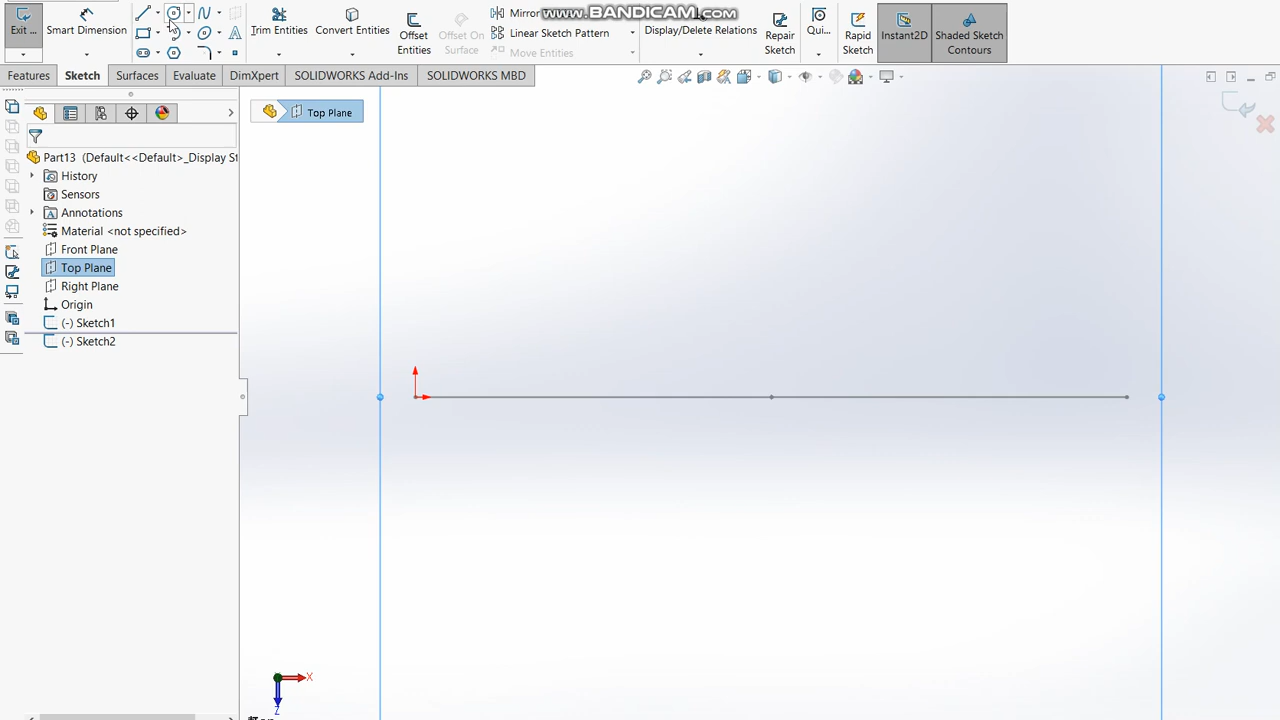 www.BANDICAM.com
Exit ...
Smart Dimension
Trim Entities
Convert Entities
Offset Entities
Offset On Surface
Mirror
Linear Sketch Pattern
Move Entities
Display/Delete Relations
Repair Sketch
Qui...
Rapid Sketch
Instant2D
Shaded Sketch Contours
Features
Sketch
Surfaces
Evaluate
DimXpert
SOLIDWORKS Add-Ins
SOLIDWORKS MBD
Top Plane
Part13 (Default<<Default>_Display St
History
Sensors
Annotations
Material <not specified>
Front Plane
Top Plane
Right Plane
Origin
(-) Sketch1
(-) Sketch2
X
Z